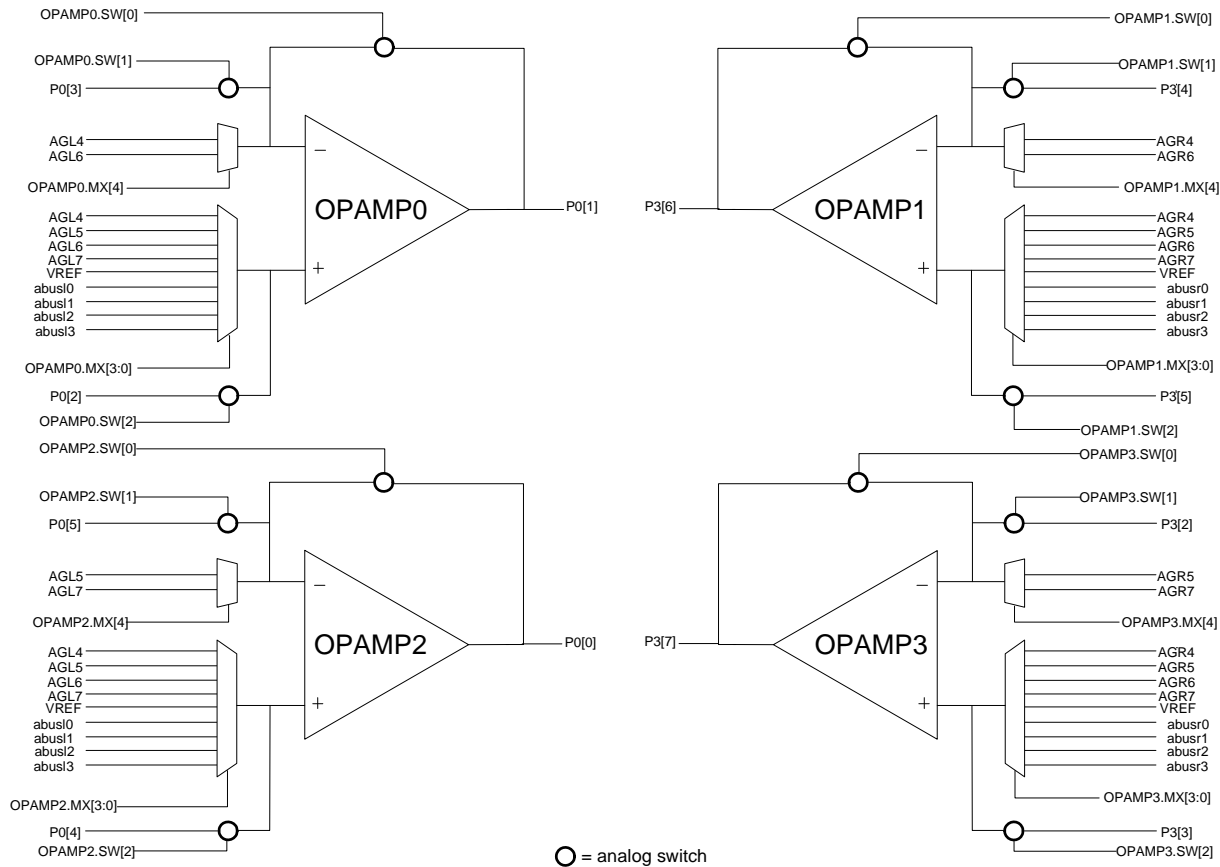 OPAMP0.SW[0]
OPAMP0.SW[1]
P0[3]
AGL4
AGL6
OPAMP0.MX[4]
AGL4
AGL5
AGL6
AGL7
VREF
abusl0
abusl1
abusl2
abusl3
OPAMP0.MX[3:0]
P0[2]
OPAMP0.SW[2]
−
OPAMP0
+
P0[1]
OPAMP1.SW[0]
OPAMP1.SW[1]
P3[4]
AGR4
AGR6
OPAMP1.MX[4]
AGR4
AGR5
AGR6
AGR7
VREF
abusr0
abusr1
abusr2
abusr3
OPAMP1.MX[3:0]
P3[5]
OPAMP1.SW[2]
−
OPAMP1
+
P3[6]
OPAMP2.SW[0]
OPAMP2.SW[1]
P0[5]
AGL5
AGL7
OPAMP2.MX[4]
AGL4
AGL5
AGL6
AGL7
VREF
abusl0
abusl1
abusl2
abusl3
OPAMP2.MX[3:0]
P0[4]
OPAMP2.SW[2]
−
OPAMP2
+
P0[0]
OPAMP3.SW[0]
OPAMP3.SW[1]
P3[2]
AGR5
AGR7
OPAMP3.MX[4]
AGR4
AGR5
AGR6
AGR7
VREF
abusr0
abusr1
abusr2
abusr3
OPAMP3.MX[3:0]
P3[3]
OPAMP3.SW[2]
−
OPAMP3
+
P3[7]
= analog switch